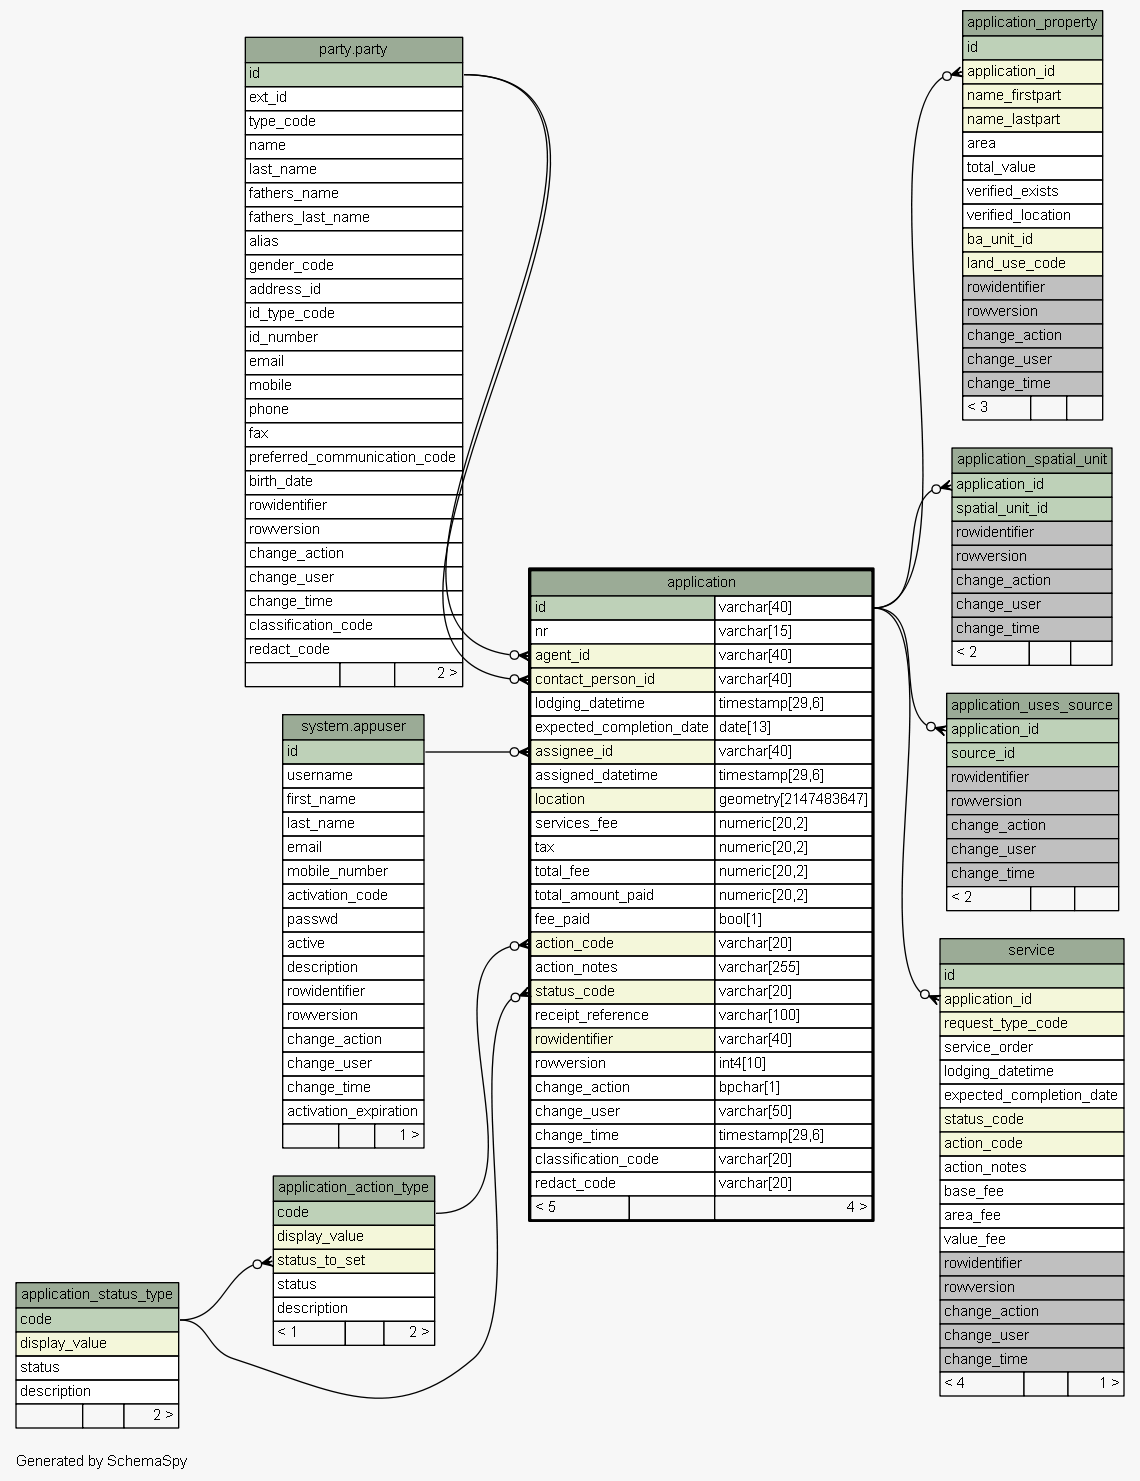 party.party
id
ext_id
type_code
name
last_name
fathers_name
fathers_last_name
alias
gender_code
address_id
id_type_code
id_number
email
mobile
phone
fax
preferred_communication_code
birth_date
rowidentifier
rowversion
change_action
change_user
change_time
classification_code
redact_code
2 >
system.appuser
id
username
first_name
last_name
email
mobile_number
activation_code
passwd
active
description
rowidentifier
rowversion
change_action
change_user
change_time
activation_expiration
1 >
application_action_type
code
display_value
status_to_set
status
description
< 1 2 >
application_status_type
code
display_value
status
description
2 >
application
id varchar[40]
nr varchar[15]
agent_id varchar[40]
contact_person_id varchar[40]
lodging_datetime timestamp[29,6]
expected_completion_date date[13]
assignee_id varchar[40]
assigned_datetime timestamp[29,6]
location geometry[2147483647]
services_fee numeric[20,2]
tax numeric[20,2]
total_fee numeric[20,2]
total_amount_paid numeric[20,2]
fee_paid bool[1]
action_code varchar[20]
action_notes varchar[255]
status_code varchar[20]
receipt_reference varchar[100]
rowidentifier varchar[40]
rowversion int4[10]
change_action bpchar[1]
change_user varchar[50]
change_time timestamp[29,6]
classification_code varchar[20]
redact_code varchar[20]
< 5 4 >
application_property
id
application_id
name_firstpart
name_lastpart
area
total_value
verified_exists
verified_location
ba_unit_id
land_use_code
rowidentifier
rowversion
change_action
change_user
change_time
< 3
application_spatial_unit
application_id
spatial_unit_id
rowidentifier
rowversion
change_action
change_user
change_time
< 2
application_uses_source
application_id
source_id
rowidentifier
rowversion
change_action
change_user
change_time
< 2
service
id
application_id
request_type_code
service_order
lodging_datetime
expected_completion_date
status_code
action_code
action_notes
base_fee
area_fee
value_fee
rowidentifier
rowversion
change_action
change_user
change_time
< 4 1 >
Generated by SchemaSpy